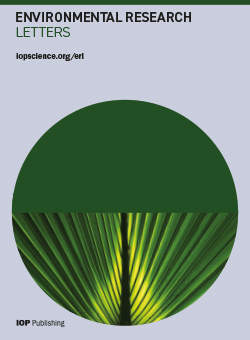 ENVIRONMENTAL RESEARCH
LETTERS
iopscience.org/erl
IOP Publishing